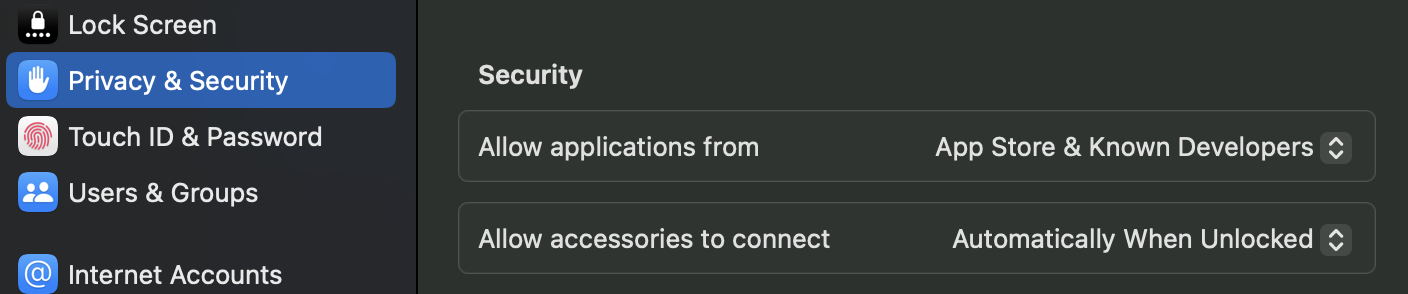 Lock Screen
Privacy & Security
Touch ID & Password
Users & Groups
@ Internet Accounts
Security
Allow applications from App Store & Known Developers
Allow accessories to connect Automatically When Unlocked